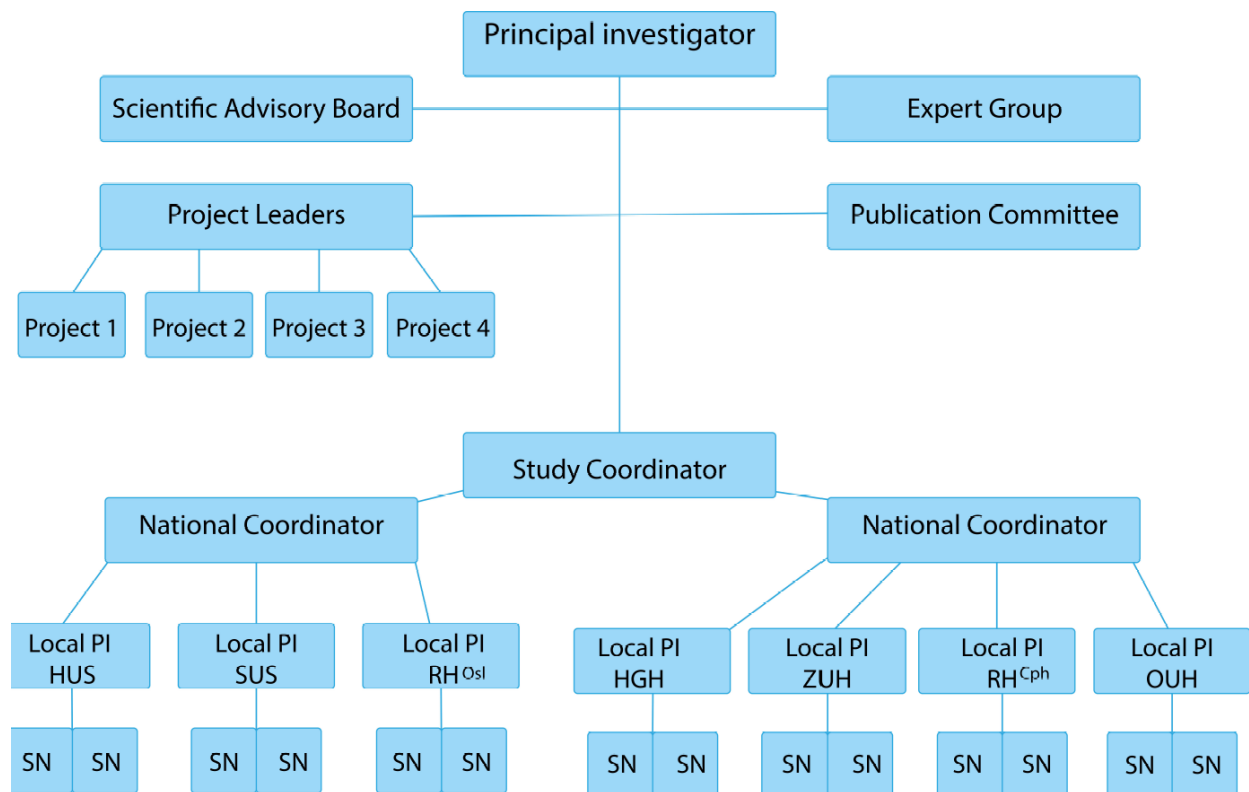 Principal investigator
Scientific Advisory Board
Expert Group
Project Leaders
Publication Committee
Project 1
Project 2
Project 3
Project 4
Study Coordinator
National Coordinator
National Coordinator
Local PI
HUS
Local PI
SUS
Local PI
RH Osl
Local PI
HGH
Local PI
ZUH
Local PI
RH Cph
Local PI
OUH
SN
SN
SN
SN
SN
SN
SN
SN
SN
SN
SN
SN
SN
SN